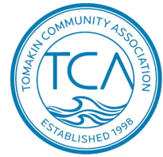 TOMAKIN COMMUNITY ASSOCIATION
TCA
ESTABLISHED 1998